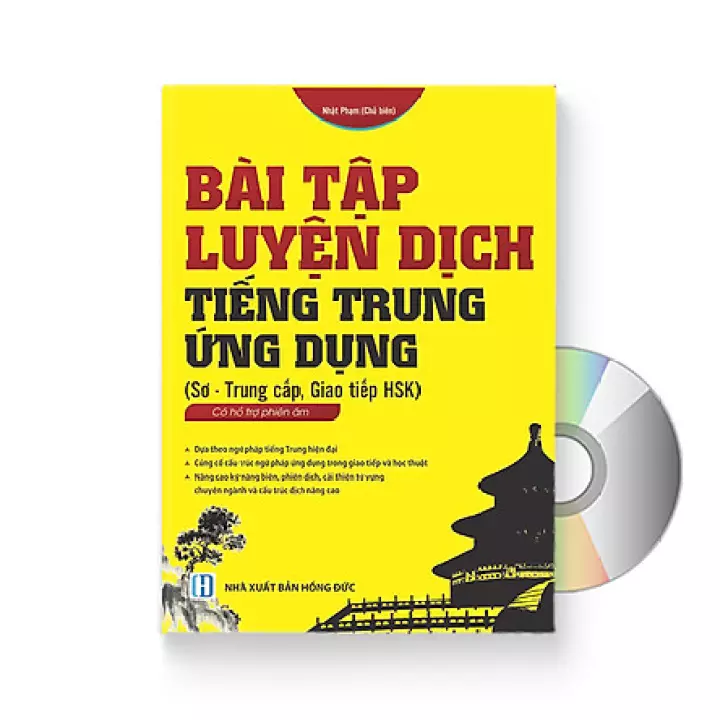 Nhật Phạm (Chủ biên)
BÀI TẬP
LUYỆN DỊCH
TIẾNG TRUNG
ỨNG DỤNG
(Sơ - Trung cấp, Giao tiếp HSK)
Có hỗ trợ phiên âm
Dựa theo ngữ pháp tiếng Trung hiện đại
Củng cố cấu trúc ngữ pháp ứng dụng trong giao tiếp và học thuật
Nâng cao kỹ năng biên, phiên dịch, cải thiện từ vựng
chuyên ngành và cấu trúc dịch nâng cao
H
NHÀ XUẤT BẢN HỒNG ĐỨC